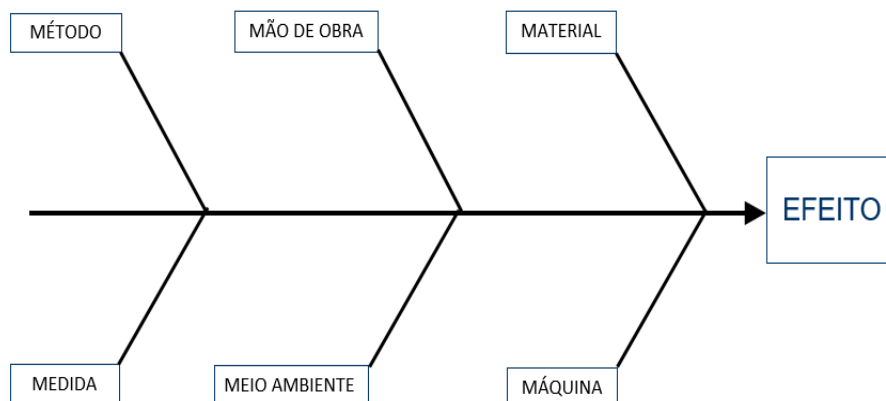 MÉTODO
MÃO DE OBRA
MATERIAL
EFEITO
MEDIDA
MEIO AMBIENTE
MÁQUINA